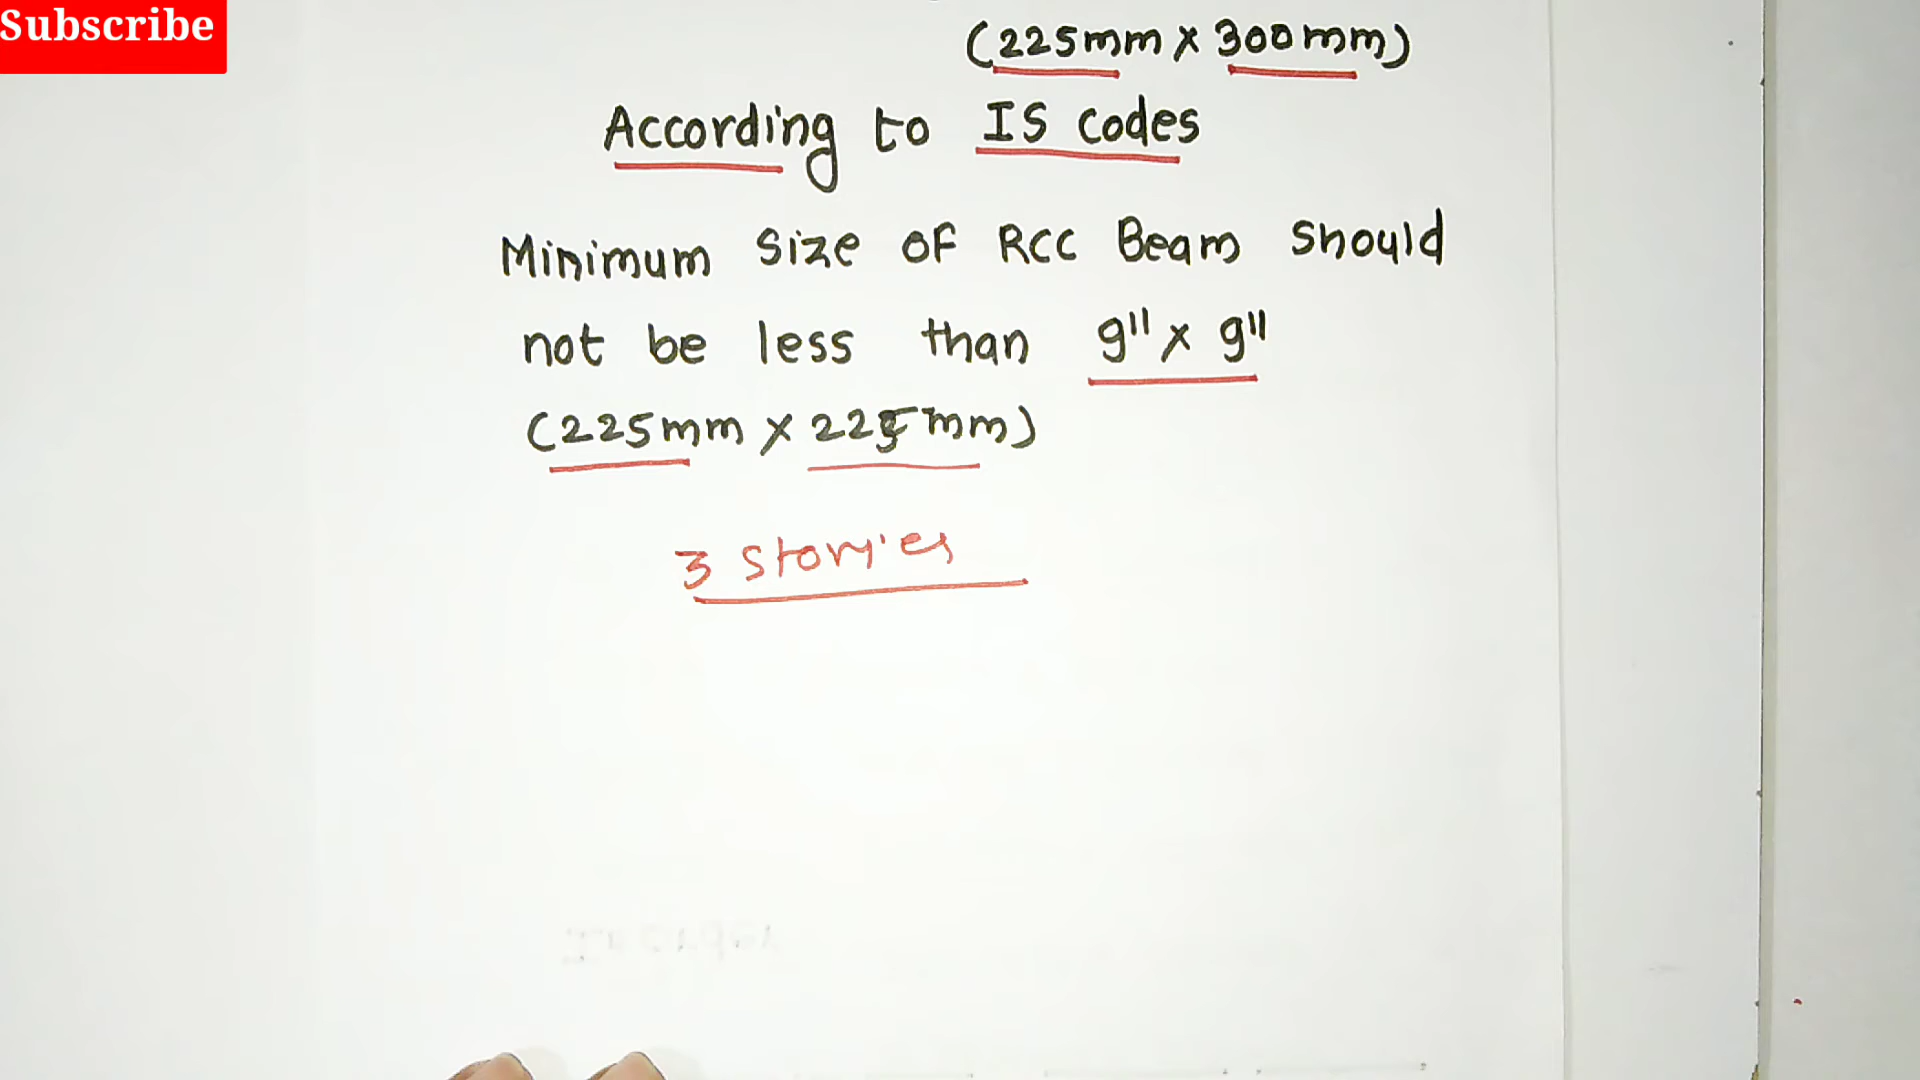 Subscribe
(225mm x 300mm)
According to IS codes
Minimum Size OF RCC Beam Should
not be less than 9" x 9"
(225mm x 225mm)
3 stories